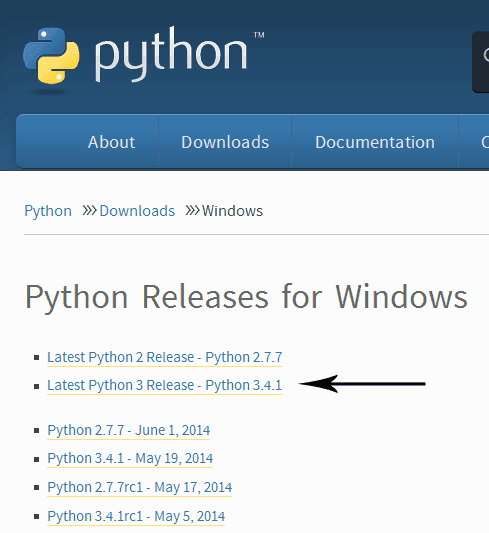 python™
About Downloads Documentation
Python »» Downloads »» Windows
Python Releases for Windows
Latest Python 2 Release - Python 2.7.7
Latest Python 3 Release - Python 3.4.1
Python 2.7.7 - June 1, 2014
Python 3.4.1 - May 19, 2014
Python 2.7.7rc1 - May 17, 2014
Python 3.4.1rc1 - May 5, 2014